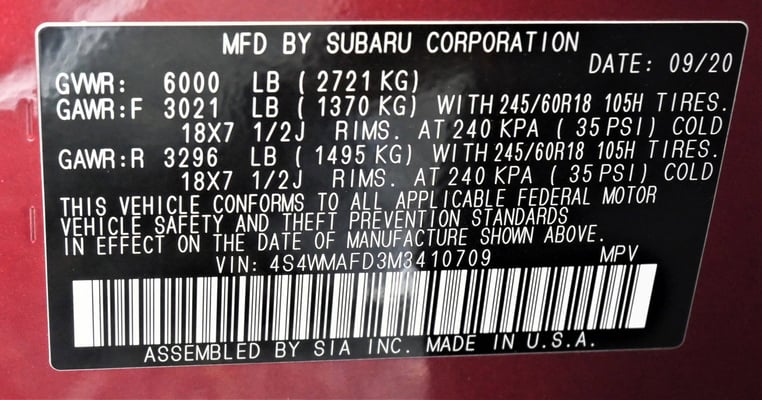 MFD BY SUBARU CORPORATION
DATE: 09/20
GVWR: 6000 LB ( 2721 KG)
GAWR:F 3021 LB ( 1370 KG) WITH 245/60R18 105H TIRES.
18X7 1/2J RIMS. AT 240 KPA ( 35 PSI) COLD
GAWR:R 3296 LB ( 1495 KG) WITH 245/60R18 105H TIRES.
18X7 1/2J RIMS. AT 240 KPA ( 35 PSI) COLD
THIS VEHICLE CONFORMS TO ALL APPLICABLE FEDERAL MOTOR
VEHICLE SAFETY AND THEFT PREVENTION STANDARDS
IN EFFECT ON THE DATE OF MANUFACTURE SHOWN ABOVE.
VIN: 4S4WMAFD3M3410709 MPV
ASSEMBLED BY SIA INC. MADE IN U.S.A.